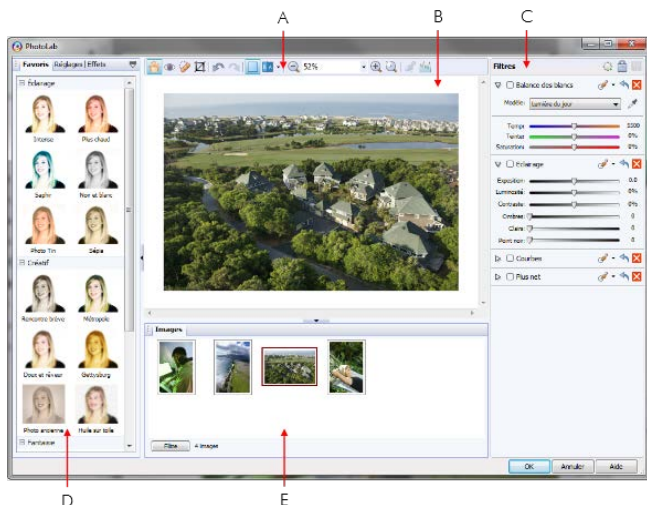 A
B
C
PhotoLab
Favoris Réglages Effets
52%
Filtres
Éclairage
Intense
Plus chaud
Saphir
Noir et blanc
Photo Tin
Sépia
Créatif
Rencontre brève
Métropole
Doux et rêveur
Gettysburg
Photo ancienne
Huile sur toile
Fantaisie
Images
Filtre
4 images
Balance des blancs
Modèle:
Lumière du jour
Temp:
5500
Teinter
0%
Saturation:
0%
Éclairage
Exposition:
0.0
Luminosité:
0%
Contraste:
0%
Ombres:
0
Clairs:
0
Point noir:
0
Courbes
Plus net
OK
Annuler
Aide
D
E